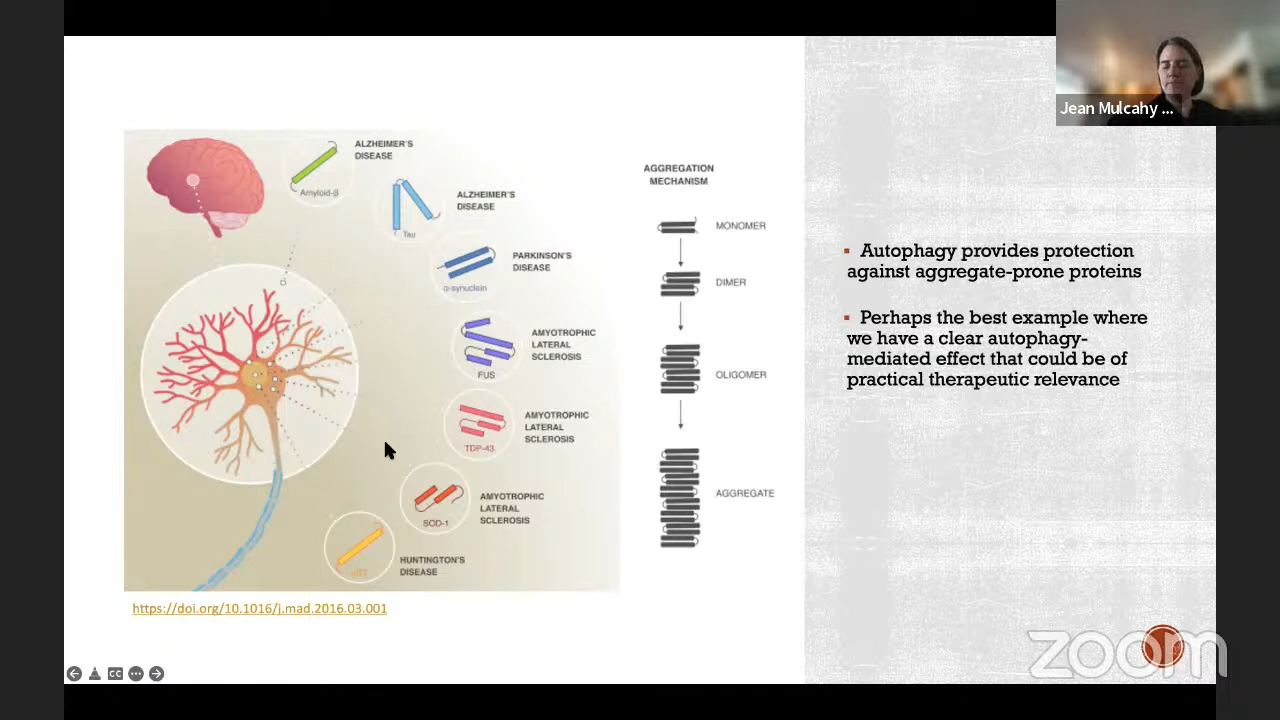 Jean Mulcahy ...
ALZHEIMER'S
DISEASE
Amyloid-β
ALZHEIMER'S
DISEASE
Tau
PARKINSON'S
DISEASE
α-synuclein
AMYOTROPHIC
LATERAL
SCLEROSIS
FUS
AMYOTROPHIC
LATERAL
SCLEROSIS
TDP-43
AMYOTROPHIC
LATERAL
SCLEROSIS
SOD-1
HUNTINGTON'S
DISEASE
AGGREGATION
MECHANISM
MONOMER
DIMER
OLIGOMER
AGGREGATE
▪ Autophagy provides protection
against aggregate-prone proteins
▪ Perhaps the best example where
we have a clear autophagy-
mediated effect that could be of
practical therapeutic relevance
https://doi.org/10.1016/j.mad.2016.03.001
CC
zoom